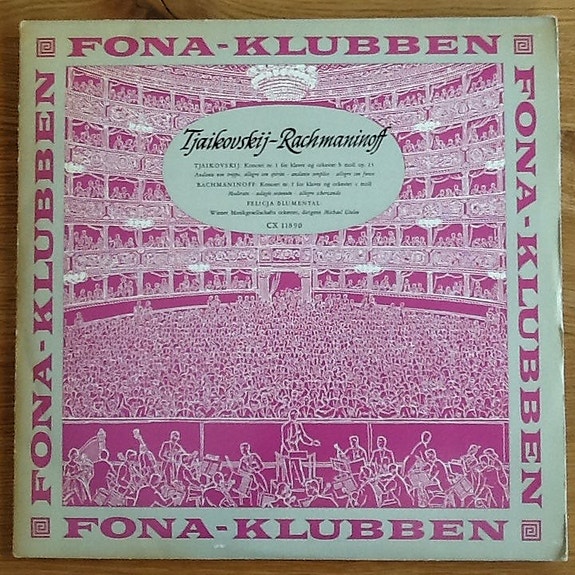 FONA-KLUBBEN
FONA-KLUBBEN
FONA-KLUBBEN
Tjaikovskij-Rachmaninoff
TJAIKOVSKIJ: Koncert nr. 1 for klaver og orkester b moll op. 23
Andante non troppo, allegro con spirito - andante semplice - allegro con fuoco
RACHMANINOFF: Koncert nr. 2 for klaver og orkester c moll
Moderato - adagio sostenuto - allegro scherzando
FELICJA BLUMENTAL
Wiener Musikgesellschafts orkester, dirigent Michael Gielen
CX 11890
FONA-KLUBBEN